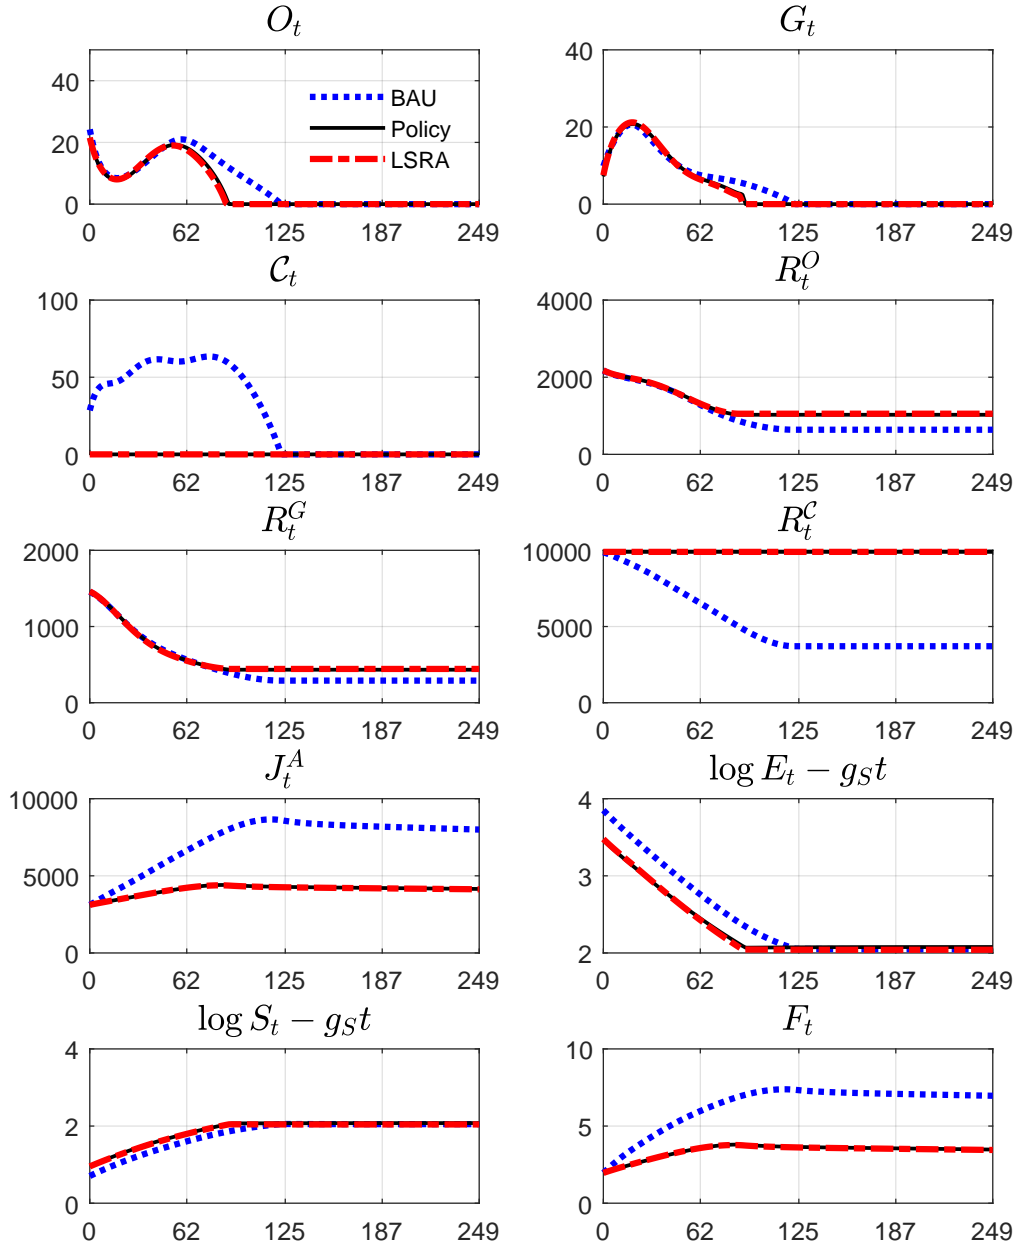 O_t G_t
40 40
20 BAU 20
Policy
LSRA
0 0
0 62 125 187 249 0 62 125 187 249
𝒞_t R_t^O
100 4000
50 2000
0 0
0 62 125 187 249 0 62 125 187 249
R_t^G R_t^𝒞
2000 10000
1000 5000
0 0
0 62 125 187 249 0 62 125 187 249
J_t^A log E_t − g_S t
10000 4
5000 3
0 2
0 62 125 187 249 0 62 125 187 249
log S_t − g_S t F_t
4 10
2 5
0 0
0 62 125 187 249 0 62 125 187 249